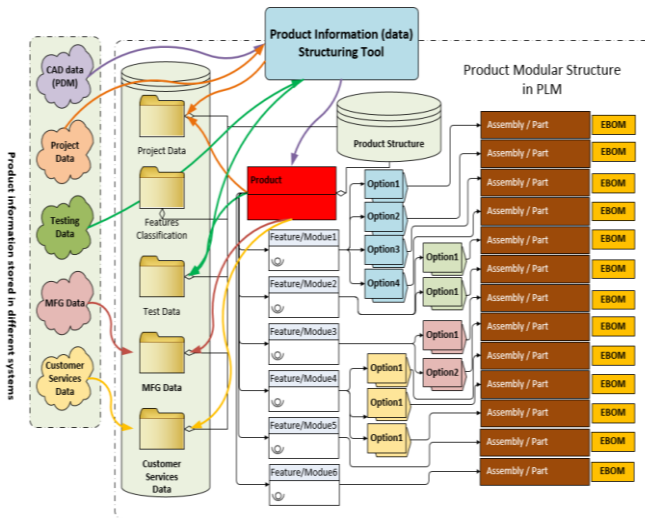 Product Information (data)
Structuring Tool
Product Modular Structure
in PLM
Product information stored in different systems
CAD data
(PDM)
Project
Data
Testing
Data
MFG Data
Customer
Services
Data
Project Data
Features
Classification
Test Data
MFG Data
Customer
Services
Data
Product Structure
Product
Feature/Modue1
Feature/Modue2
Feature/Modue3
Feature/Modue4
Feature/Modue5
Feature/Modue6
Option1
Option2
Option3
Option4
Option1
Option1
Option1
Option2
Option1
Option1
Option1
Assembly / Part EBOM
Assembly / Part EBOM
Assembly / Part EBOM
Assembly / Part EBOM
Assembly / Part EBOM
Assembly / Part EBOM
Assembly / Part EBOM
Assembly / Part EBOM
Assembly / Part EBOM
Assembly / Part EBOM
Assembly / Part EBOM
Assembly / Part EBOM
Assembly / Part EBOM